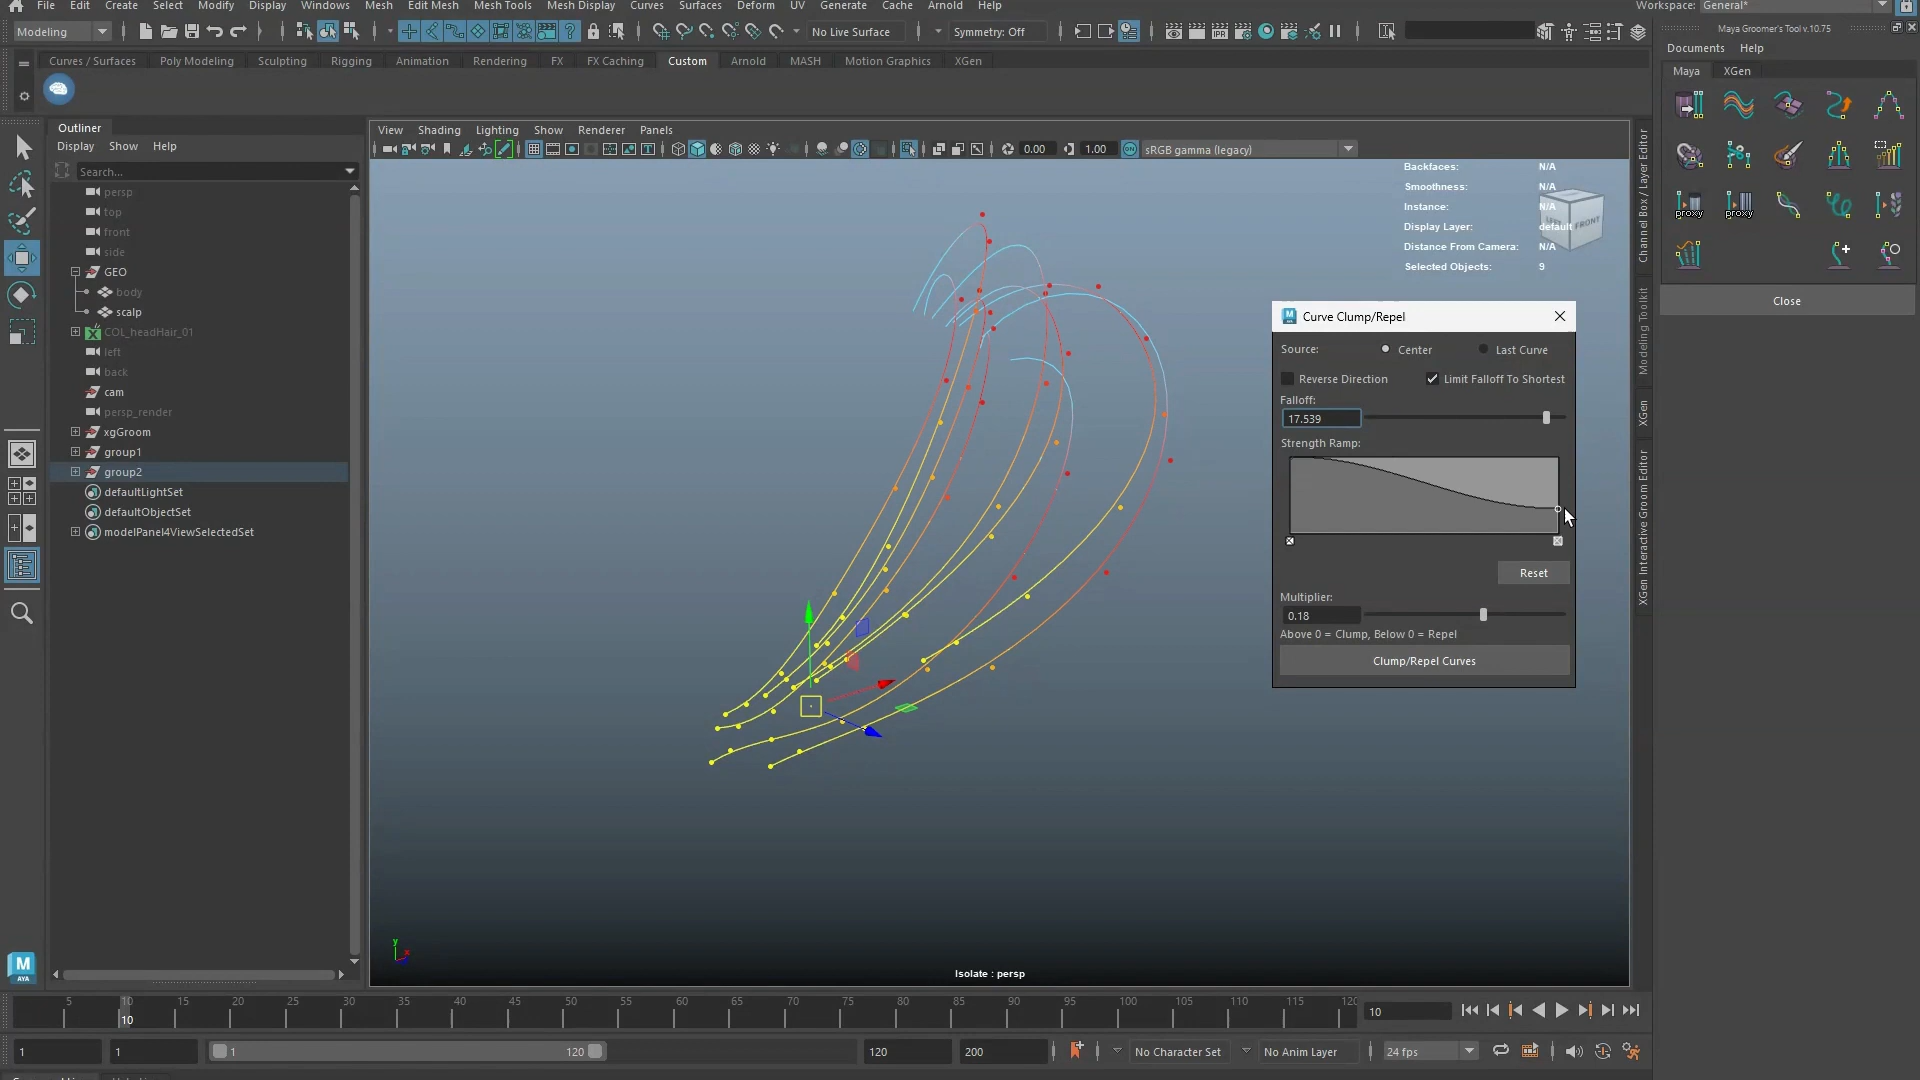 File Edit Create Select Modify Display Windows Mesh Edit Mesh Mesh Tools Mesh Display Curves Surfaces Deform UV Generate Cache Arnold Help
Workspace: General*
Modeling
No Live Surface
Symmetry: Off
IPR
Maya Groomer's Tool v.10.75
Documents Help
Maya XGen
proxy proxy
Close
Curves / Surfaces Poly Modeling Sculpting Rigging Animation Rendering FX FX Caching Custom Arnold MASH Motion Graphics XGen
Outliner
Display Show Help
Search...
persp
top
front
side
GEO
body
scalp
COL_headHair_01
left
back
cam
persp_render
xgGroom
group1
group2
defaultLightSet
defaultObjectSet
modelPanel4ViewSelectedSet
View Shading Lighting Show Renderer Panels
0.00 1.00 sRGB gamma (legacy)
Backfaces: N/A
Smoothness: N/A
Instance: N/A
Display Layer: default
Distance From Camera: N/A
Selected Objects: 9
LEFT FRONT
Curve Clump/Repel
Source: Center Last Curve
Reverse Direction Limit Falloff To Shortest
Falloff:
17.539
Strength Ramp:
Reset
Multiplier:
0.18
Above 0 = Clump, Below 0 = Repel
Clump/Repel Curves
Channel Box / Layer Editor
Modeling Toolkit
XGen
XGen Interactive Groom Editor
y
x
Isolate : persp
M
AYA
5 10 15 20 25 30 35 40 45 50 55 60 65 70 75 80 85 90 95 100 105 110 115 120
10
10
1 1 1 120 120 200 No Character Set No Anim Layer 24 fps